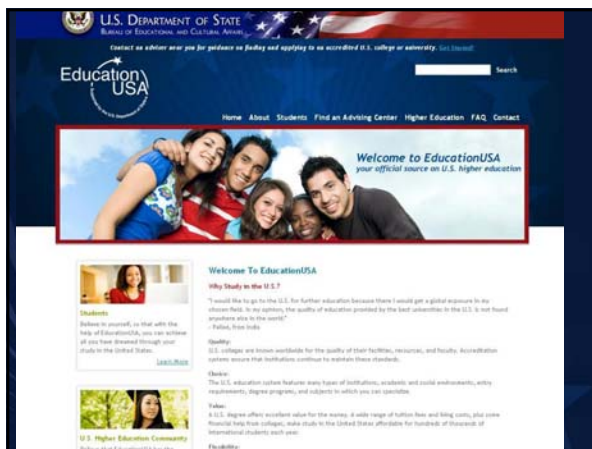 U.S. DEPARTMENT OF STATE
BUREAU OF EDUCATIONAL AND CULTURAL AFFAIRS
Contact an adviser near you for guidance on finding and applying to an accredited U.S. college or university. Get Started!
Education
USA
Search
Home About Students Find an Advising Center Higher Education FAQ Contact
Welcome to EducationUSA
your official source on U.S. higher education
Welcome To EducationUSA
Why Study in the U.S.?
"I would like to go to the U.S. for further education because there I would get a global exposure in my
chosen field. In my opinion, the quality of education provided by the best universities in the U.S. is not found
anywhere else in the world."
from India
Quality:
U.S. colleges are known worldwide for the quality of their facilities, resources, and faculty. Accreditation
systems assure that institutions continue to maintain these standards.
Choice:
The U.S. education system features many types of institutions, academic and social environments, entry
requirements, degree programs, and subjects in which you can specialize.
Value:
A U.S. degree offers excellent value for the money. A wide range of tuition fees and living costs, plus some
financial help from colleges, make study in the United States affordable for hundreds of thousands of
international students each year.
Flexibility:
Students
Believe in yourself, so that with the
help of EducationUSA, you can achieve
all you have dreamed through your
study in the United States.
Learn More
U.S. Higher Education Community